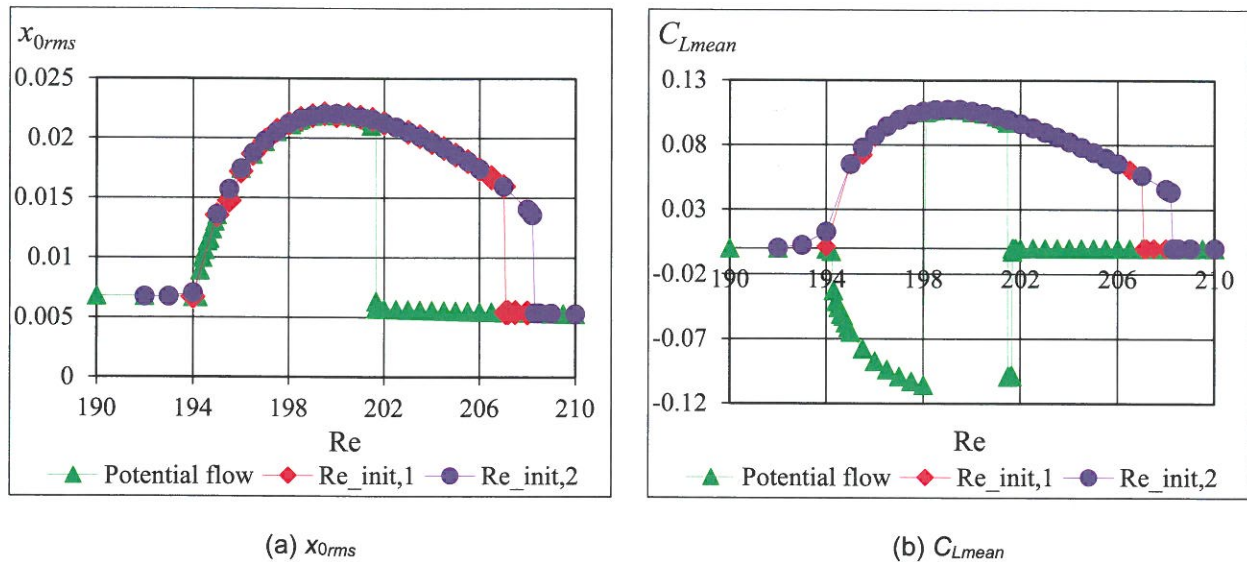 x0rms
0.025
0.02
0.015
0.01
0.005
0
190 194 198 202 206 210
Re
Potential flow Re_init,1 Re_init,2
(a) x0rms
CLmean
0.13
0.08
0.03
-0.02
-0.07
-0.12
190 194 198 202 206 210
Re
Potential flow Re_init,1 Re_init,2
(b) CLmean